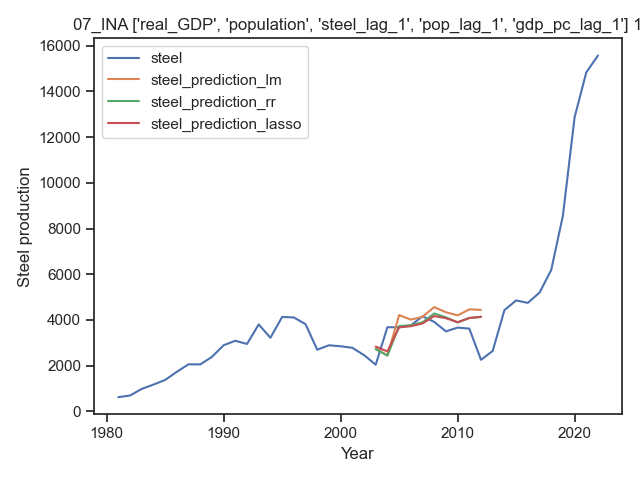 07_INA ['real_GDP', 'population', 'steel_lag_1', 'pop_lag_1', 'gdp_pc_lag_1'] 1
steel
steel_prediction_lm
steel_prediction_rr
steel_prediction_lasso
16000
14000
12000
10000
8000
6000
4000
2000
0
Steel production
1980
1990
2000
2010
2020
Year